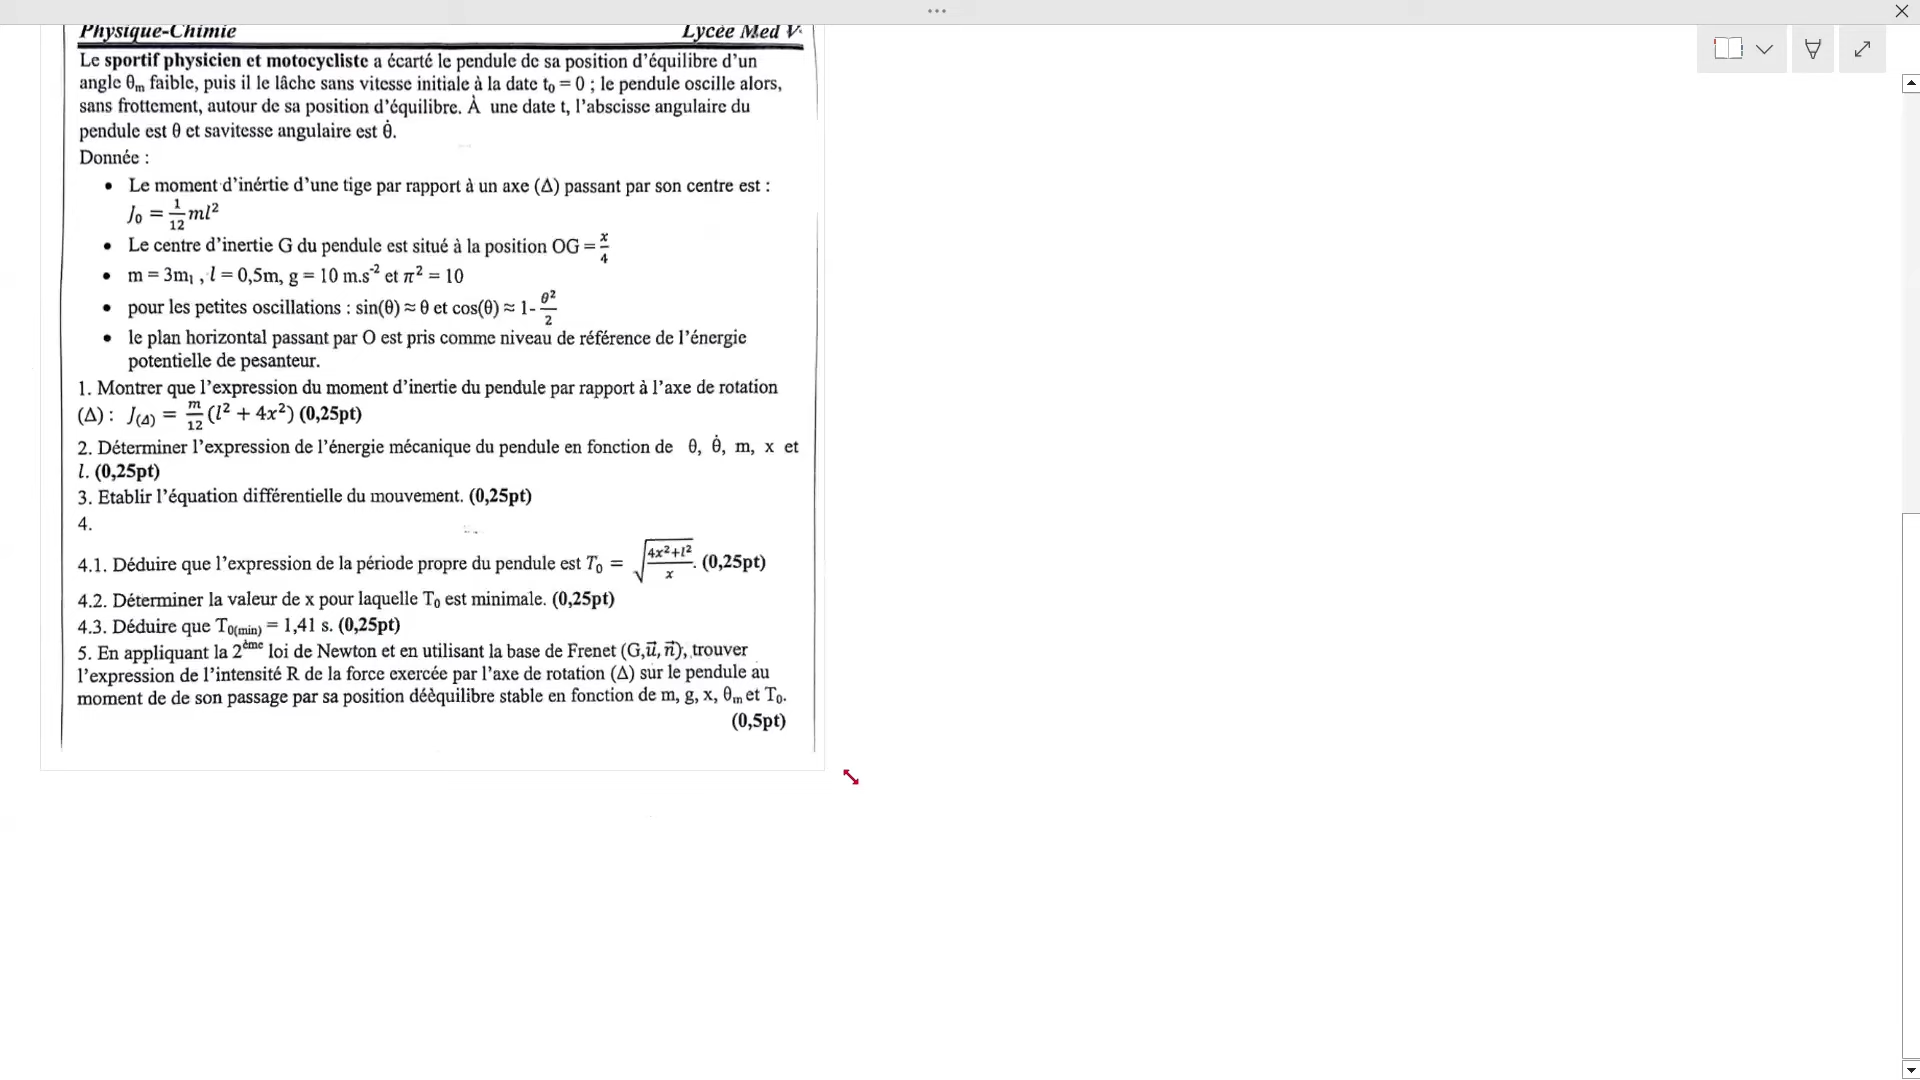 Physique-Chimie Lycée Med V
Le sportif physicien et motocycliste a écarté le pendule de sa position d'équilibre d'un
angle θm faible, puis il le lâche sans vitesse initiale à la date t₀ = 0 ; le pendule oscille alors,
sans frottement, autour de sa position d'équilibre. À une date t, l'abscisse angulaire du
pendule est θ et savitesse angulaire est θ̇.
Donnée :
• Le moment d'inértie d'une tige par rapport à un axe (Δ) passant par son centre est :
J₀ = 1/12 ml²
• Le centre d'inertie G du pendule est situé à la position OG = x/4
• m = 3m₁ , l = 0,5m, g = 10 m.s⁻² et π² = 10
• pour les petites oscillations : sin(θ) ≈ θ et cos(θ) ≈ 1- θ²/2
• le plan horizontal passant par O est pris comme niveau de référence de l'énergie
potentielle de pesanteur.
1. Montrer que l'expression du moment d'inertie du pendule par rapport à l'axe de rotation
(Δ) : J(Δ) = m/12 (l² + 4x²) (0,25pt)
2. Déterminer l'expression de l'énergie mécanique du pendule en fonction de θ, θ̇, m, x et
l. (0,25pt)
3. Etablir l'équation différentielle du mouvement. (0,25pt)
4.
4.1. Déduire que l'expression de la période propre du pendule est T₀ = √((4x²+l²)/x). (0,25pt)
4.2. Déterminer la valeur de x pour laquelle T₀ est minimale. (0,25pt)
4.3. Déduire que T₀(min) = 1,41 s. (0,25pt)
5. En appliquant la 2ème loi de Newton et en utilisant la base de Frenet (G,u⃗,n⃗), trouver
l'expression de l'intensité R de la force exercée par l'axe de rotation (Δ) sur le pendule au
moment de de son passage par sa position déèquilibre stable en fonction de m, g, x, θm et T₀.
(0,5pt)